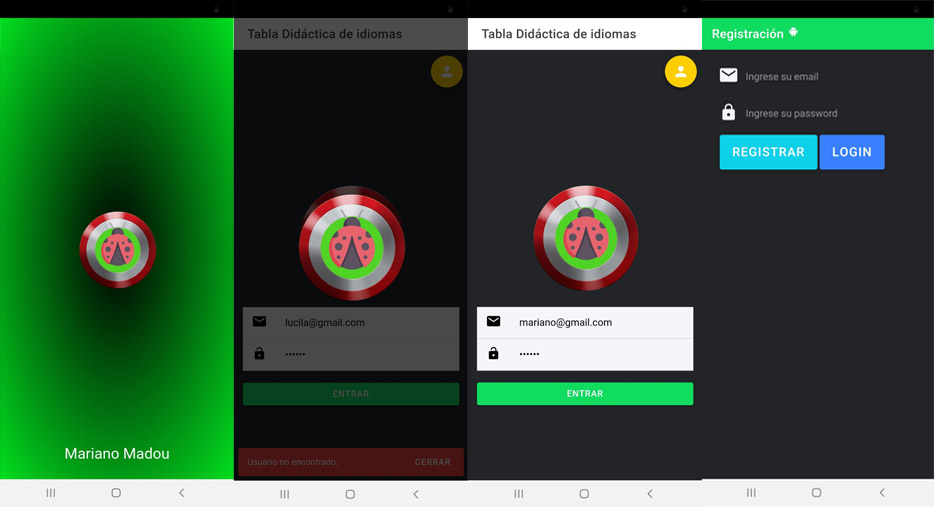 Mariano Madou
Tabla Didáctica de idiomas
lucila@gmail.com
••••••
ENTRAR
Usuario no encontrado.
CERRAR
Tabla Didáctica de idiomas
mariano@gmail.com
••••••
ENTRAR
Registración
Ingrese su email
Ingrese su password
REGISTRAR
LOGIN